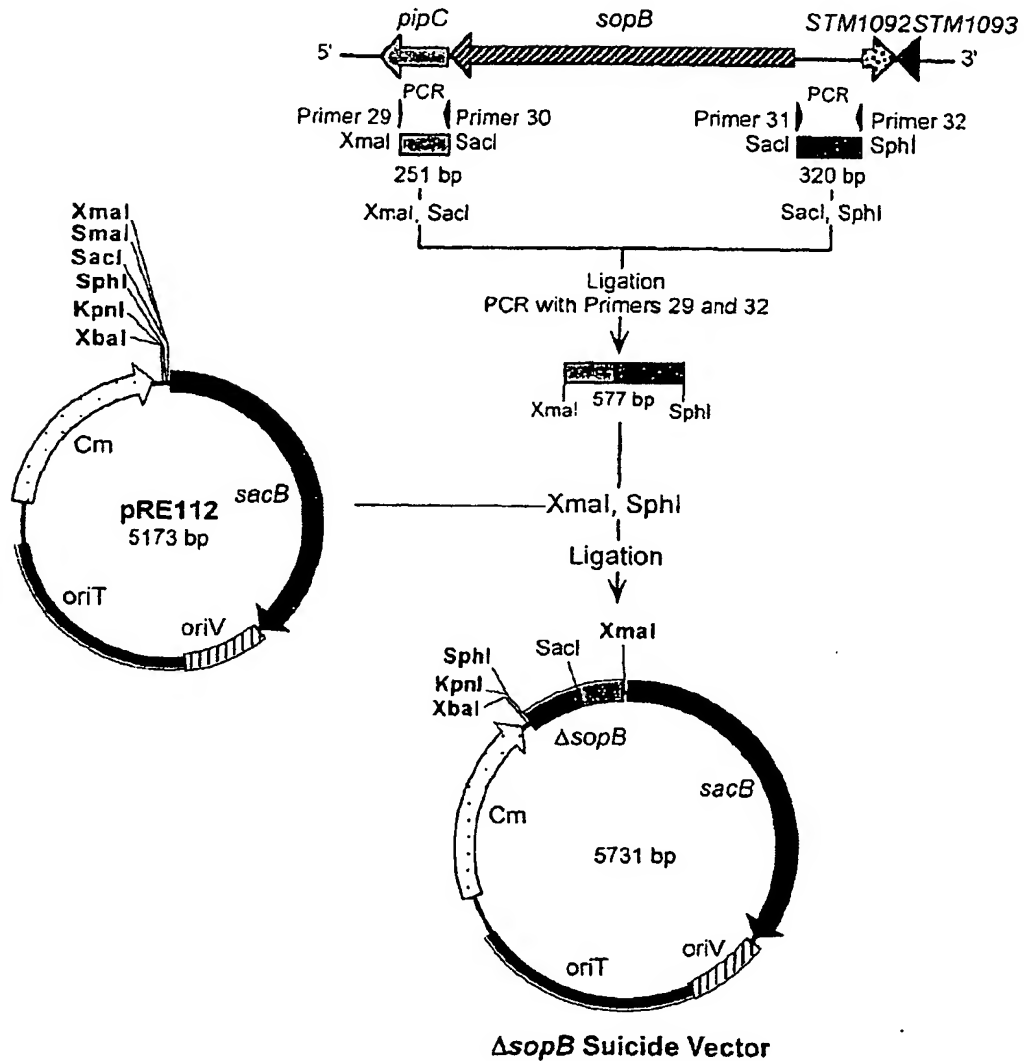 pipC sopB STM1092STM1093
5' 3'
PCR PCR
Primer 29 Primer 30 Primer 31 Primer 32
XmaI SacI SacI SphI
251 bp 320 bp
XmaI, SacI SacI, SphI
XmaI
SmaI
SacI
SphI
KpnI
XbaI
Ligation
PCR with Primers 29 and 32
577 bp
XmaI SphI
Cm
sacB
pRE112
5173 bp
oriT
oriV
XmaI, SphI
Ligation
XmaI
SacI
SphI
KpnI
XbaI
ΔsopB
sacB
Cm
5731 bp
oriT
oriV
ΔsopB Suicide Vector